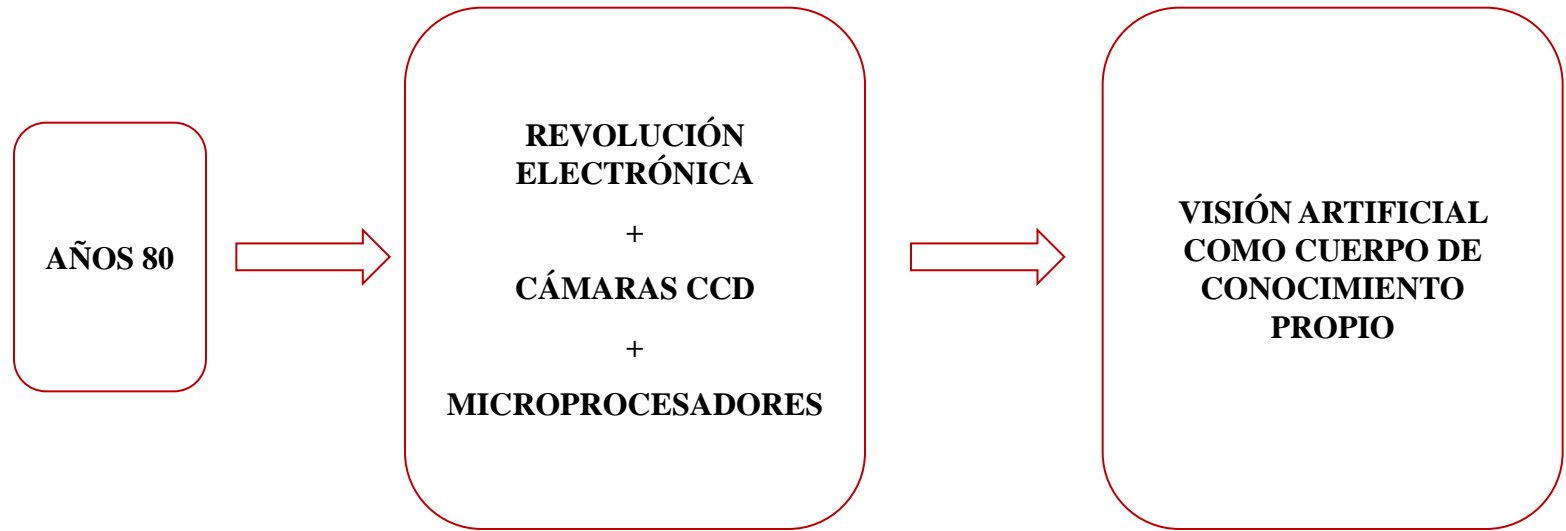 AÑOS 80
REVOLUCIÓN
ELECTRÓNICA
+
CÁMARAS CCD
+
MICROPROCESADORES
VISIÓN ARTIFICIAL
COMO CUERPO DE
CONOCIMIENTO
PROPIO